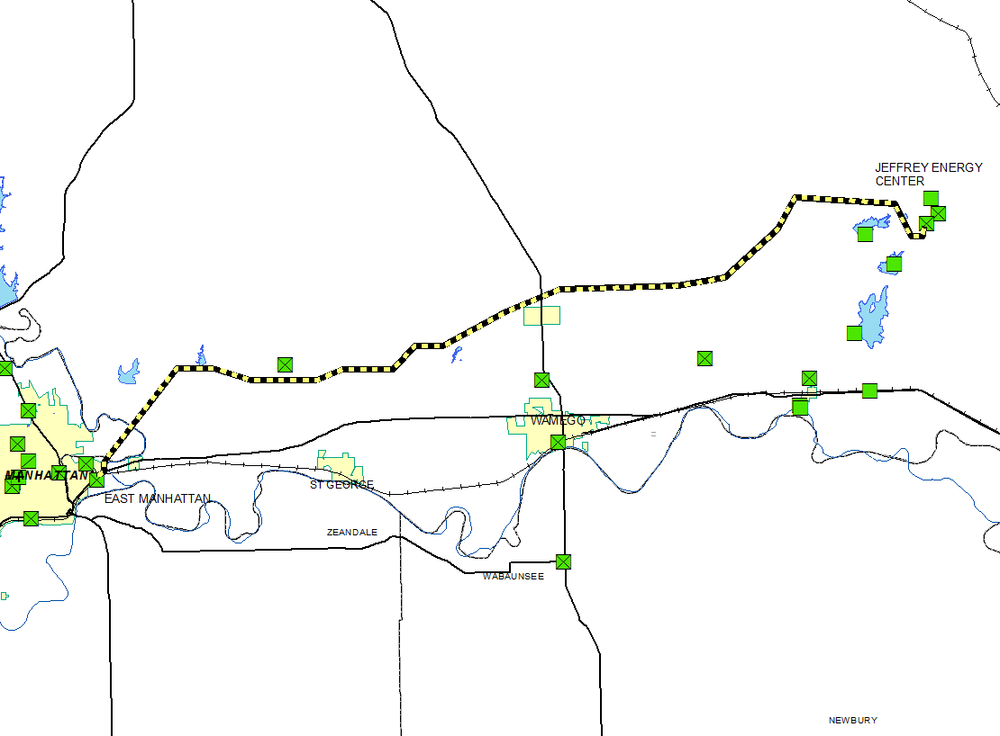 JEFFREY ENERGY
CENTER
WAMEGO
MANHATTAN
ST GEORGE
EAST MANHATTAN
ZEANDALE
WABAUNSEE
NEWBURY